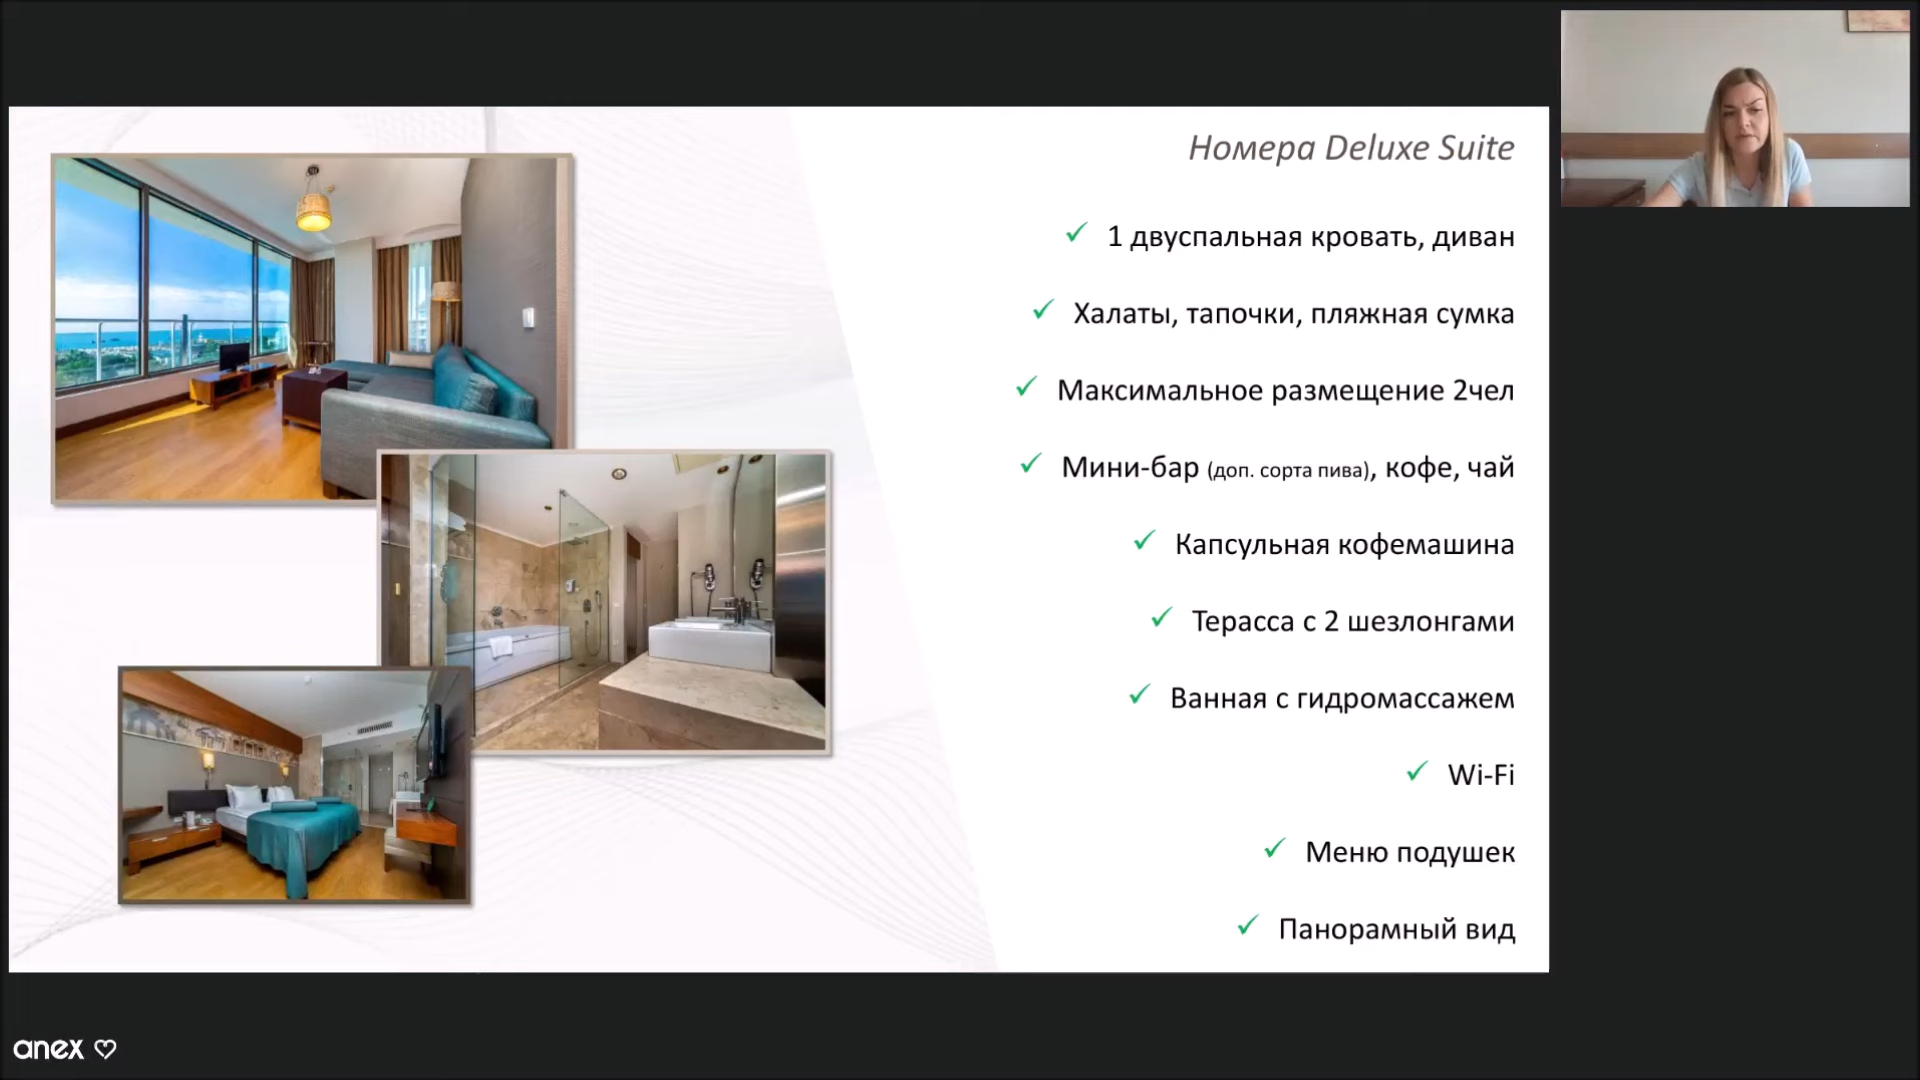 Номера Deluxe Suite
✓ 1 двуспальная кровать, диван
✓ Халаты, тапочки, пляжная сумка
✓ Максимальное размещение 2чел
✓ Мини-бар (доп. сорта пива), кофе, чай
✓ Капсульная кофемашина
✓ Терасса с 2 шезлонгами
✓ Ванная с гидромассажем
✓ Wi-Fi
✓ Меню подушек
✓ Панорамный вид
anex